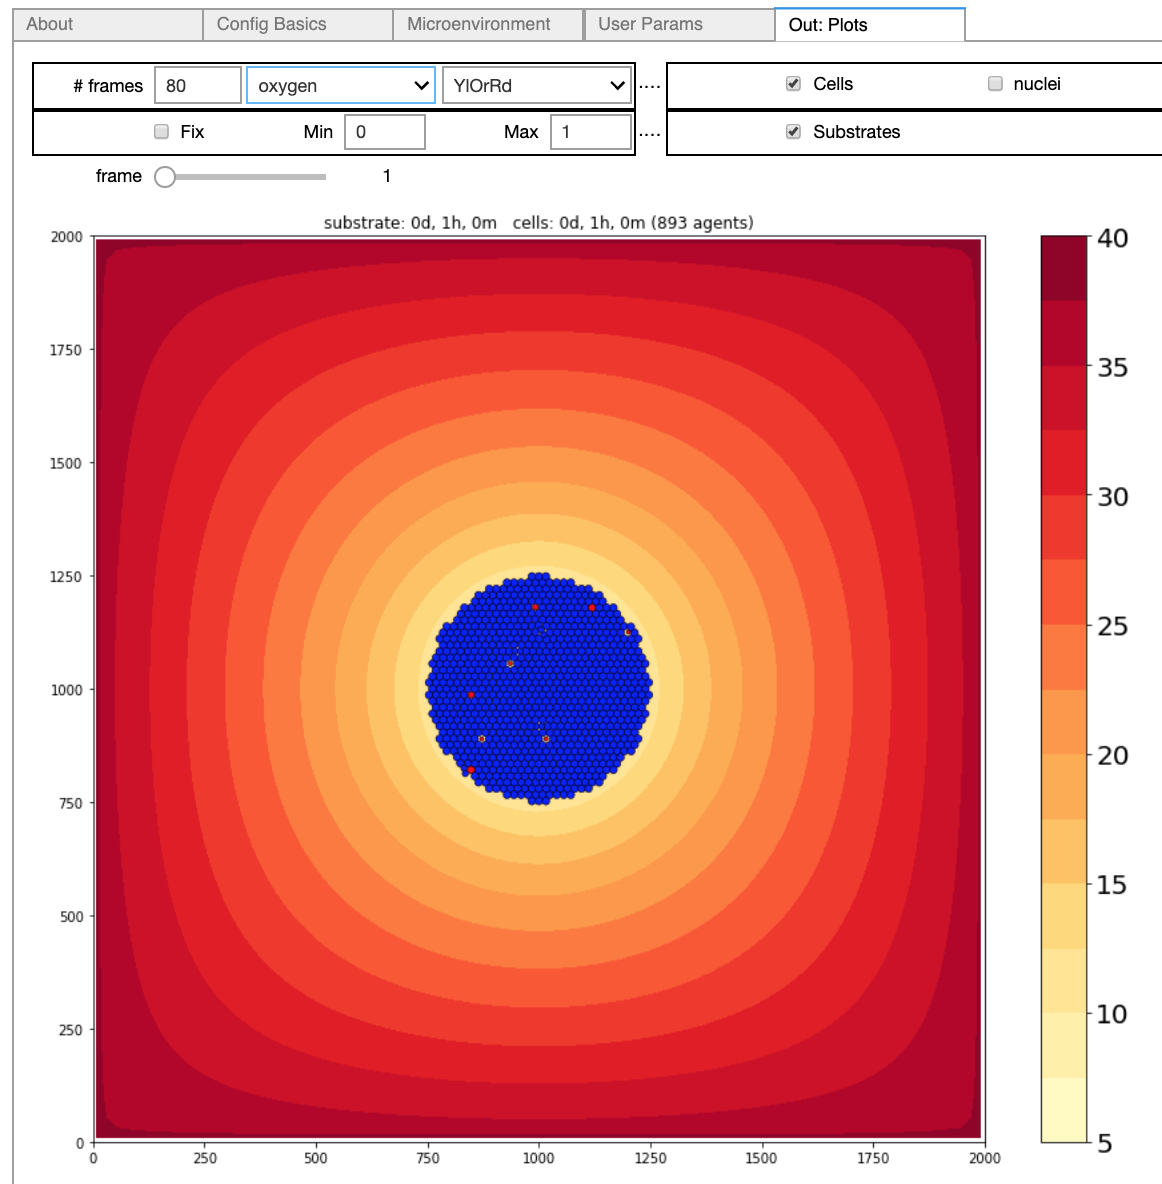 About Config Basics Microenvironment User Params Out: Plots
# frames 80 oxygen YlOrRd .... Cells nuclei
Fix Min 0 Max 1 .... Substrates
frame 1
substrate: 0d, 1h, 0m cells: 0d, 1h, 0m (893 agents)
2000 40
1750
35
1500
30
1250
25
1000
20
750
15
500
10
250
0 5
0 250 500 750 1000 1250 1500 1750 2000